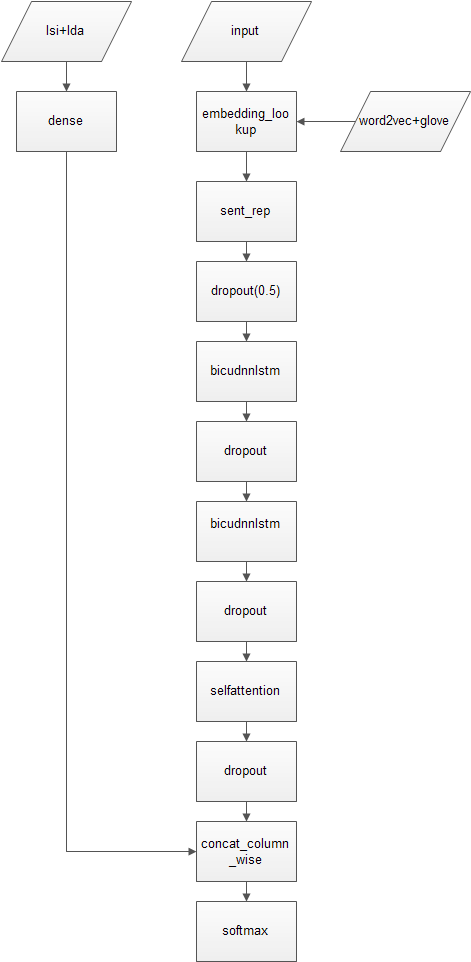 lsi+lda
input
dense
embedding_loo
kup
word2vec+glove
sent_rep
dropout(0.5)
bicudnnlstm
dropout
bicudnnlstm
dropout
selfattention
dropout
concat_column
_wise
softmax